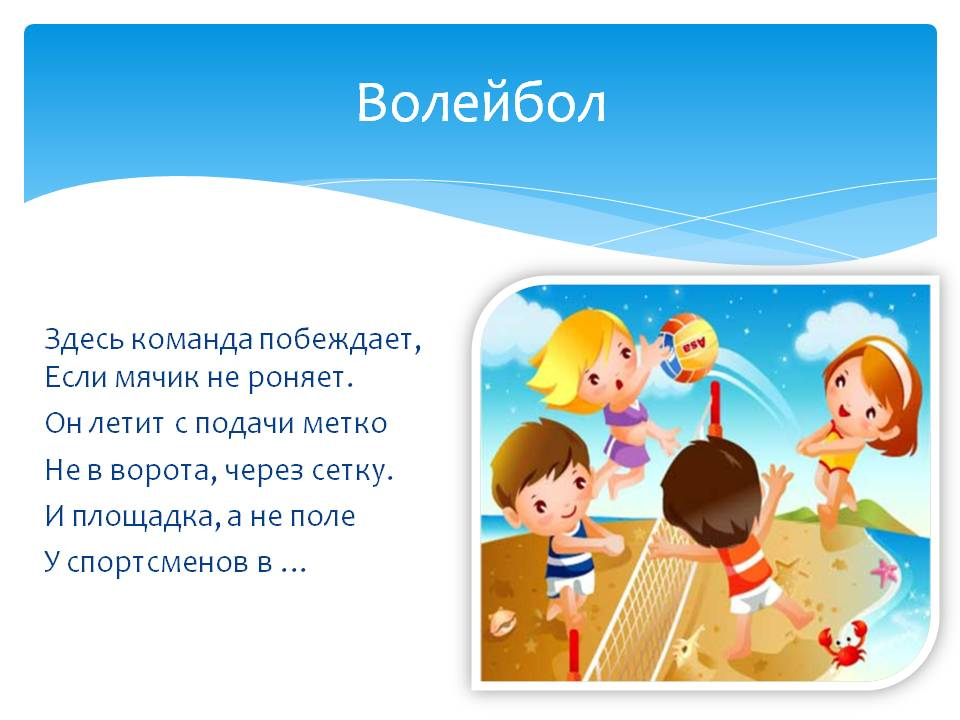 Волейбол
Здесь команда побеждает,
Если мячик не роняет.
Он летит с подачи метко
Не в ворота, через сетку.
И площадка, а не поле
У спортсменов в …
Asa